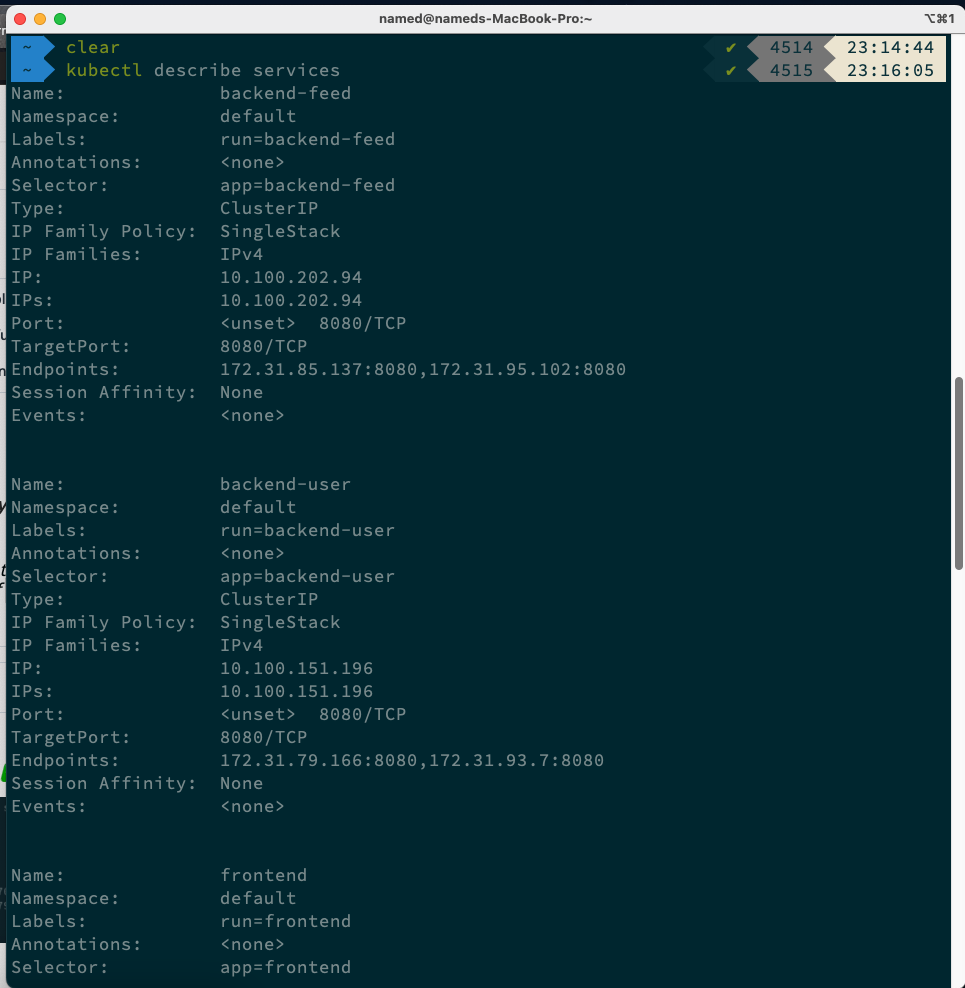 named@nameds-MacBook-Pro:~ ⌥⌘1
~ clear ✔ 4514 23:14:44
~ kubectl describe services ✔ 4515 23:16:05
Name: backend-feed
Namespace: default
Labels: run=backend-feed
Annotations: <none>
Selector: app=backend-feed
Type: ClusterIP
IP Family Policy: SingleStack
IP Families: IPv4
IP: 10.100.202.94
IPs: 10.100.202.94
Port: <unset> 8080/TCP
TargetPort: 8080/TCP
Endpoints: 172.31.85.137:8080,172.31.95.102:8080
Session Affinity: None
Events: <none>
Name: backend-user
Namespace: default
Labels: run=backend-user
Annotations: <none>
Selector: app=backend-user
Type: ClusterIP
IP Family Policy: SingleStack
IP Families: IPv4
IP: 10.100.151.196
IPs: 10.100.151.196
Port: <unset> 8080/TCP
TargetPort: 8080/TCP
Endpoints: 172.31.79.166:8080,172.31.93.7:8080
Session Affinity: None
Events: <none>
Name: frontend
Namespace: default
Labels: run=frontend
Annotations: <none>
Selector: app=frontend